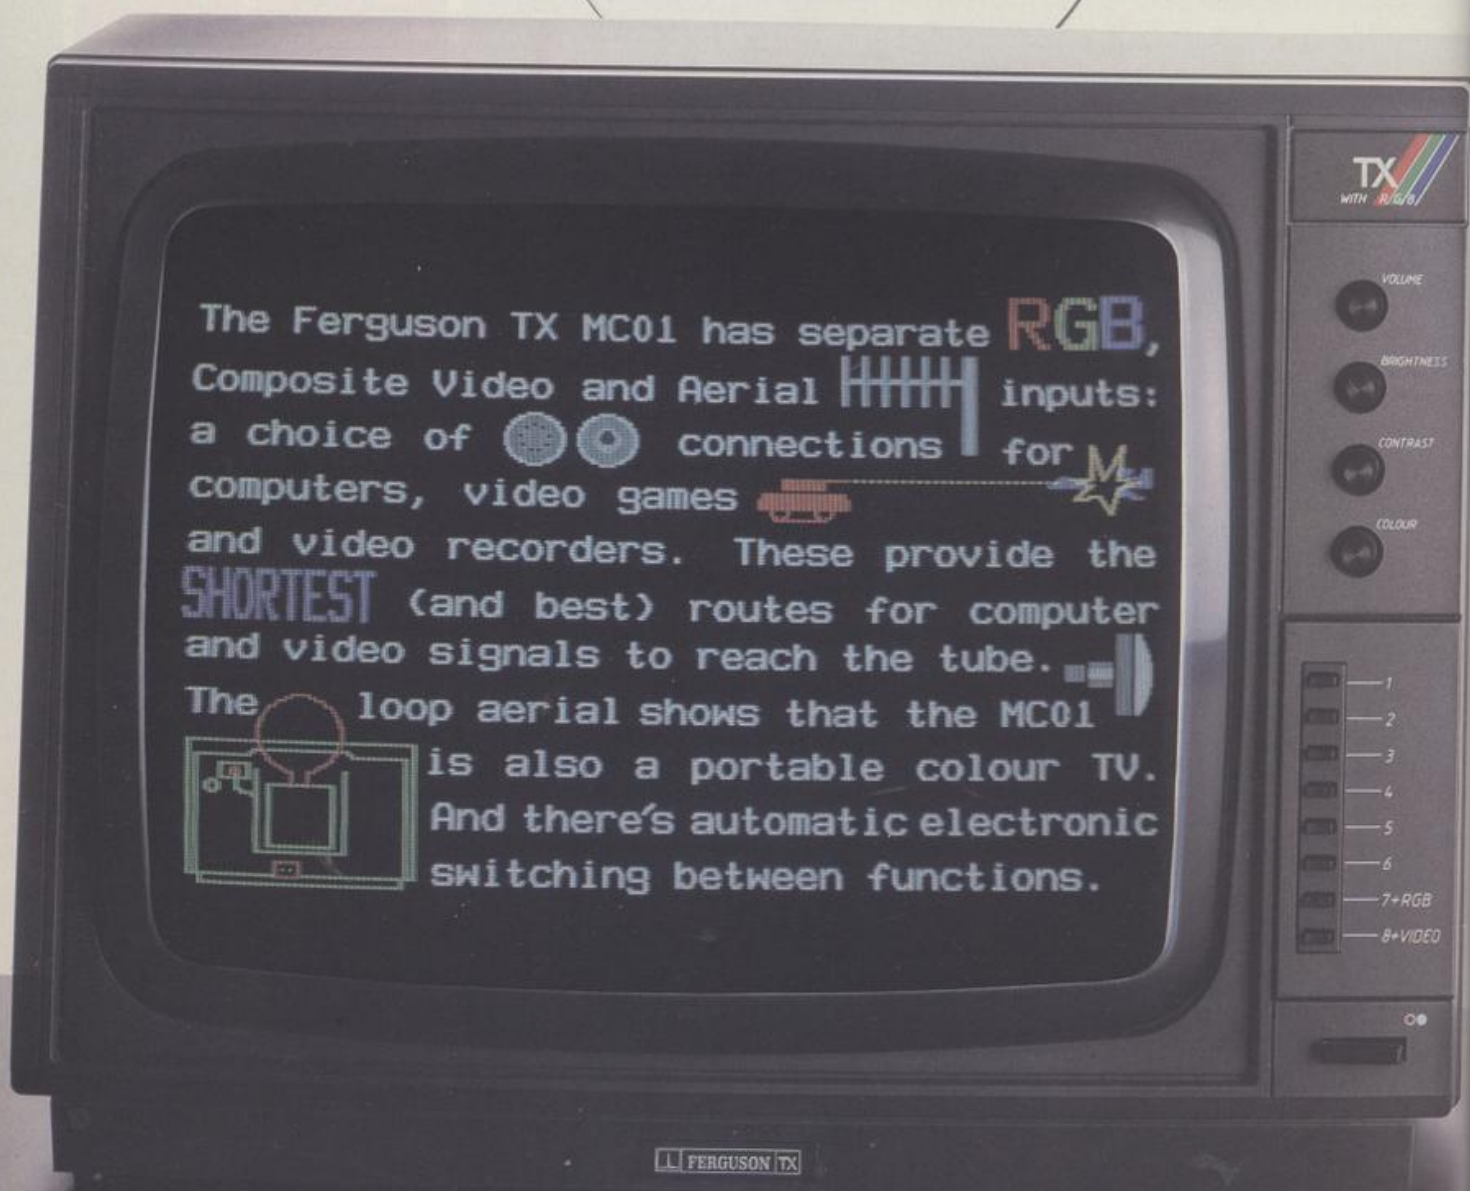 The Ferguson TX MC01 has separate RGB,
Composite Video and Aerial inputs:
a choice of connections for
computers, video games
and video recorders. These provide the
SHORTEST (and best) routes for computer
and video signals to reach the tube.
The loop aerial shows that the MC01
is also a portable colour TV.
And there's automatic electronic
switching between functions.
TX
WITH R/G/B/
VOLUME
BRIGHTNESS
CONTRAST
COLOUR
1
2
3
4
5
6
7+RGB
8+VIDEO
FERGUSON TX